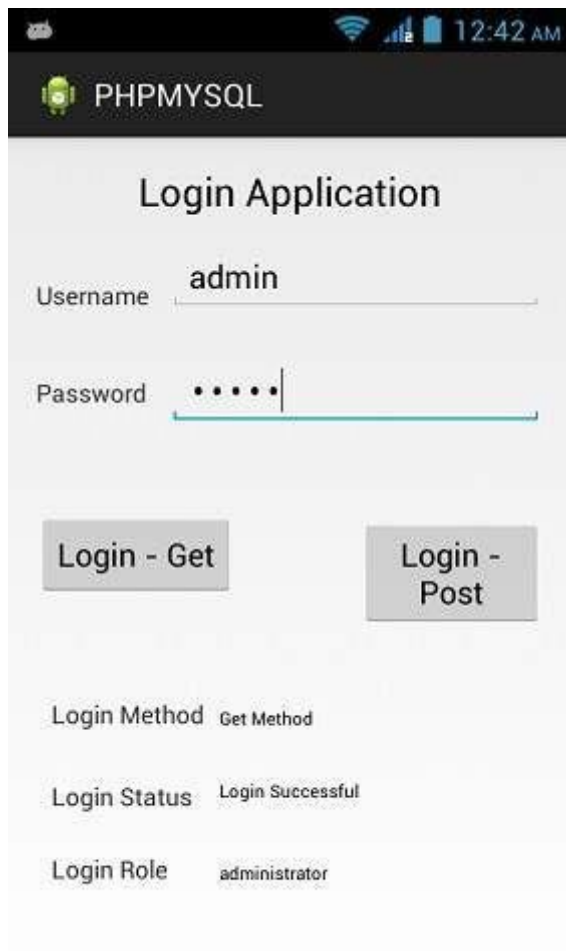 12:42 AM
PHPMYSQL
Login Application
Username admin
Password •••••
Login - Get
Login -
Post
Login Method Get Method
Login Status Login Successful
Login Role administrator